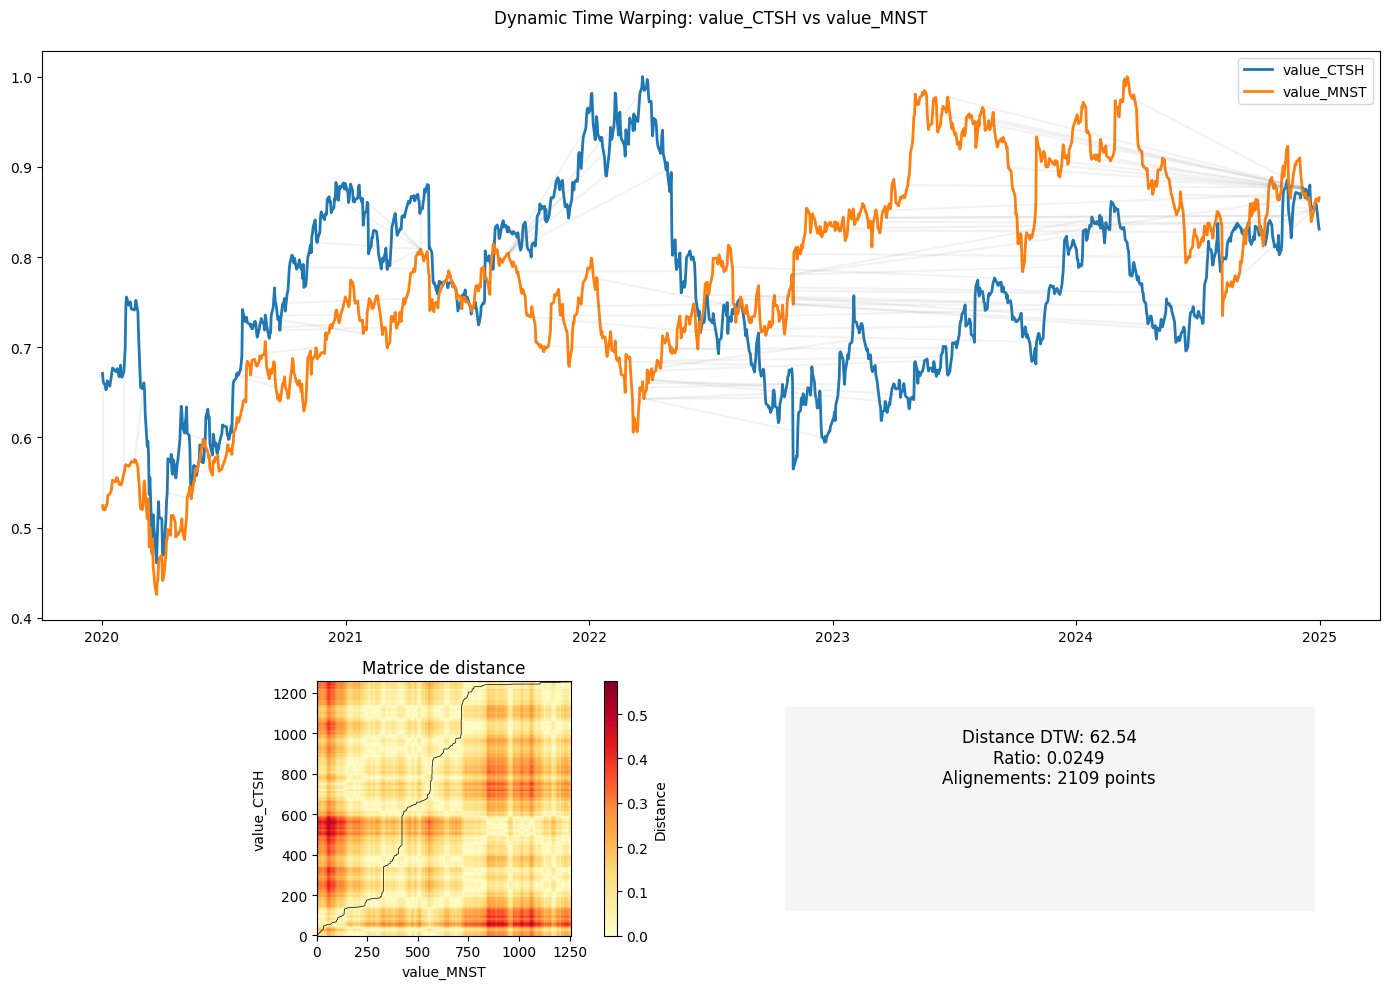 Dynamic Time Warping: value_CTSH vs value_MNST
value_CTSH
value_MNST
1.0
0.9
0.8
0.7
0.6
0.5
0.4
2020 2021 2022 2023 2024 2025
Matrice de distance
1200
1000
800
600
400
200
0
value_CTSH
0 250 500 750 1000 1250
value_MNST
0.5
0.4
0.3
0.2
0.1
0.0
Distance
Distance DTW: 62.54
Ratio: 0.0249
Alignements: 2109 points